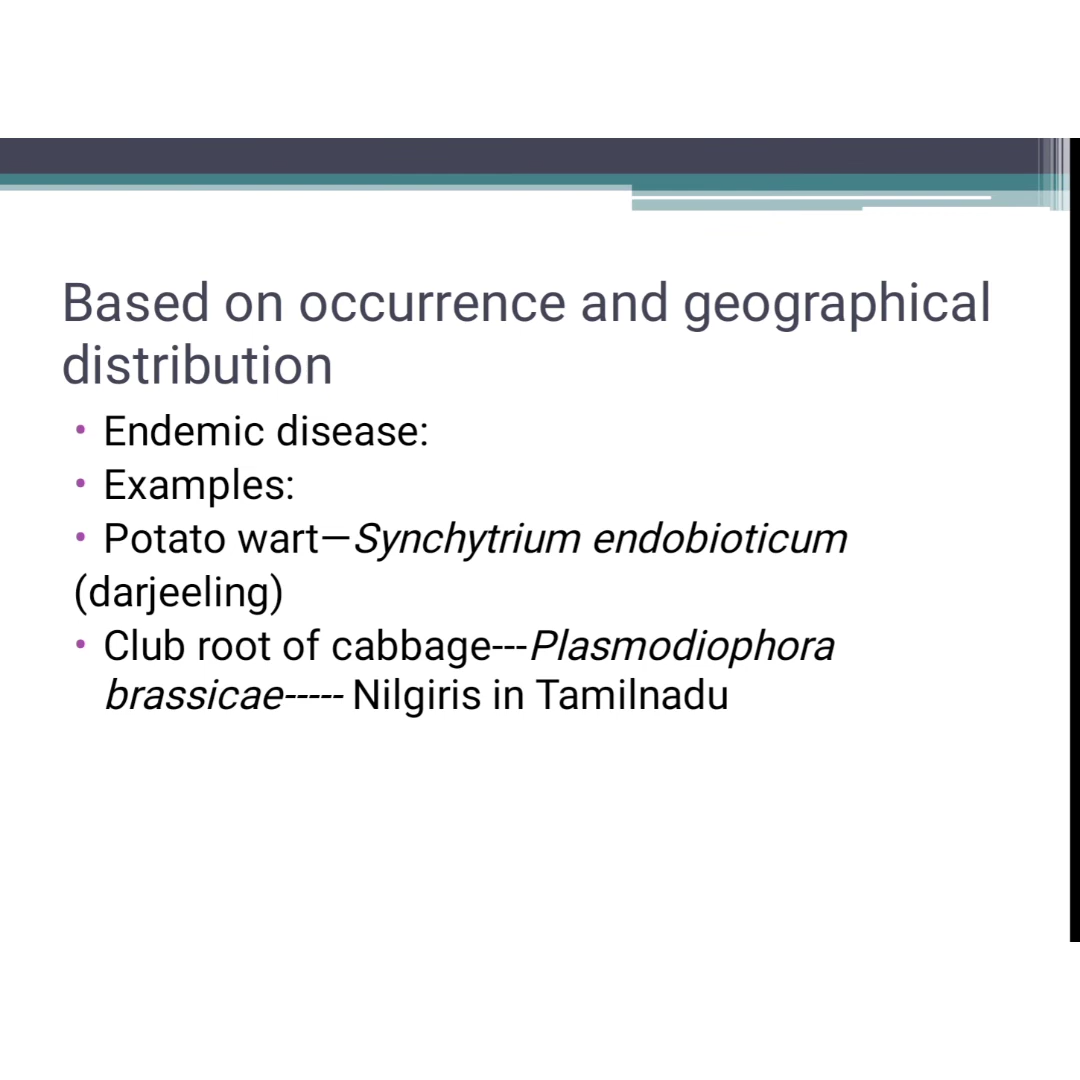 Based on occurrence and geographical
distribution
• Endemic disease:
• Examples:
• Potato wart—Synchytrium endobioticum
(darjeeling)
• Club root of cabbage---Plasmodiophora
brassicae----- Nilgiris in Tamilnadu